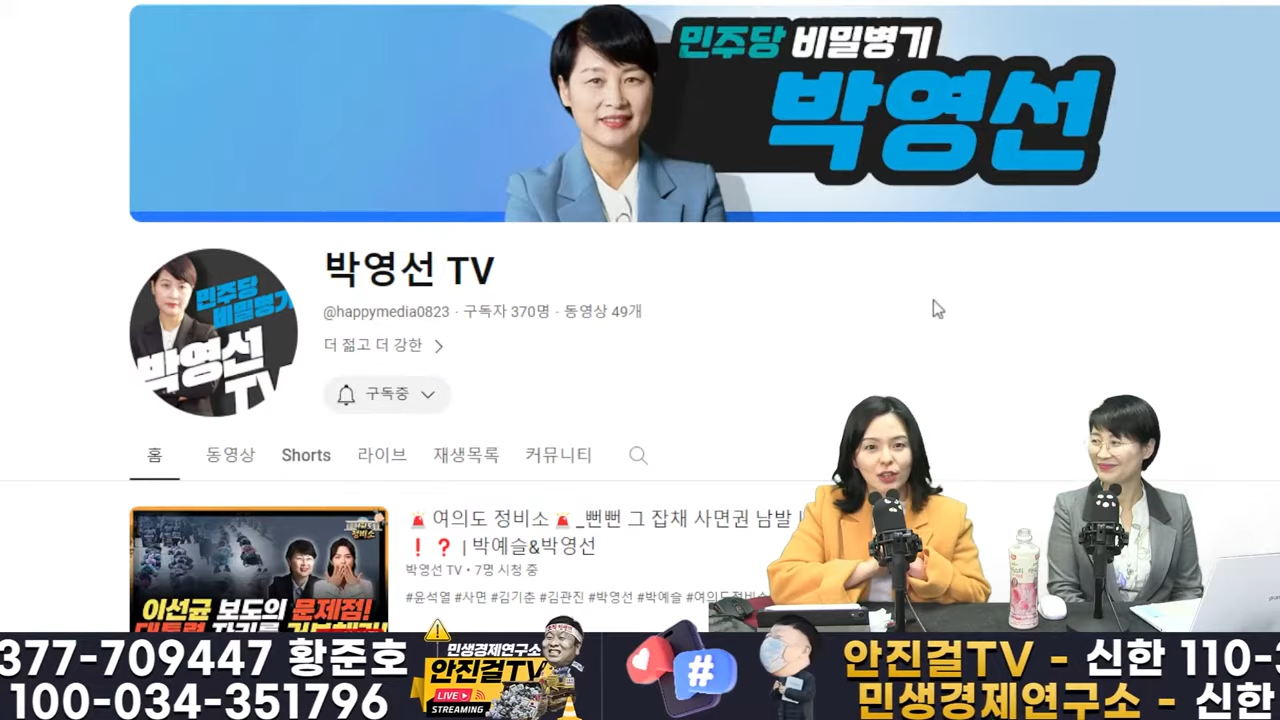 민주당 비밀병기
박영선
민주당
비밀병기
박영선
TV
박영선 TV
@happymedia0823 · 구독자 370명 · 동영상 49개
더 젊고 더 강한
구독중
홈
동영상
Shorts
라이브
재생목록
커뮤니티
🚨 여의도 정비소🚨_뻔뻔 그 잡채 사면권 남발
❗❓ | 박예슬&박영선
박영선 TV • 7명 시청 중
#윤석열 #사면 #김기춘 #김관진 #박영선 #박예슬
정비소
이선균 보도의 문제점!
377-709447 황준호
100-034-351796
민생경제연구소
안진걸TV
LIVE
STREAMING
#
안진걸TV - 신한 110-
민생경제연구소 - 신한